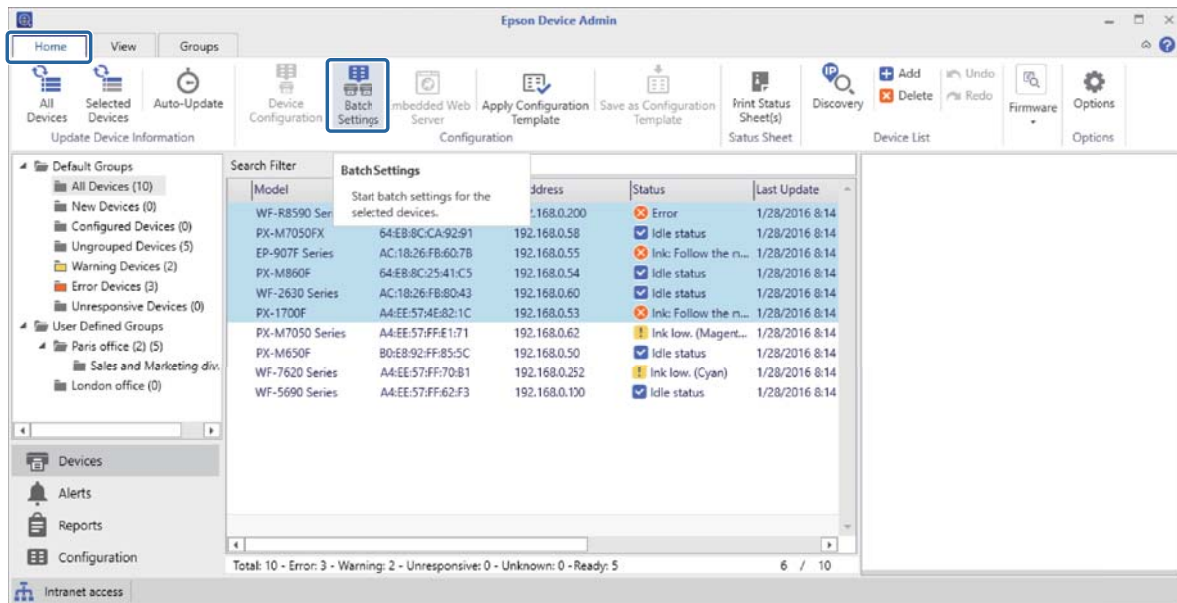 Epson Device Admin
Home View Groups
All Devices
Selected Devices
Auto-Update
Update Device Information
Device Configuration
Batch Settings
mbedded Web Server
Apply Configuration Template
Save as Configuration Template
Configuration
Print Status Sheet(s)
Status Sheet
Discovery
Add
Delete
Undo
Redo
Device List
Firmware
Options
Options
Default Groups
All Devices (10)
New Devices (0)
Configured Devices (0)
Ungrouped Devices (5)
Warning Devices (2)
Error Devices (3)
Unresponsive Devices (0)
User Defined Groups
Paris office (2) (5)
Sales and Marketing div.
London office (0)
Devices
Alerts
Reports
Configuration
Search Filter
Batch Settings
Start batch settings for the
selected devices.
Model ddress Status Last Update
WF-R8590 Ser 2.168.0.200 Error 1/28/2016 8:14
PX-M7050FX 64:EB:8C:CA:92:91 192.168.0.58 Idle status 1/28/2016 8:14
EP-907F Series AC:18:26:FB:60:7B 192.168.0.55 Ink: Follow the n... 1/28/2016 8:14
PX-M860F 64:EB:8C:25:41:C5 192.168.0.54 Idle status 1/28/2016 8:14
WF-2630 Series AC:18:26:FB:80:43 192.168.0.60 Idle status 1/28/2016 8:14
PX-1700F A4:EE:57:4E:82:1C 192.168.0.53 Ink: Follow the n... 1/28/2016 8:14
PX-M7050 Series A4:EE:57:FF:E1:71 192.168.0.62 Ink low. (Magent... 1/28/2016 8:14
PX-M650F B0:E8:92:FF:85:5C 192.168.0.50 Idle status 1/28/2016 8:14
WF-7620 Series A4:EE:57:FF:70:B1 192.168.0.252 Ink low. (Cyan) 1/28/2016 8:14
WF-5690 Series A4:EE:57:FF:62:F3 192.168.0.100 Idle status 1/28/2016 8:14
Total: 10 - Error: 3 - Warning: 2 - Unresponsive: 0 - Unknown: 0 -Ready: 5 6 / 10
Intranet access